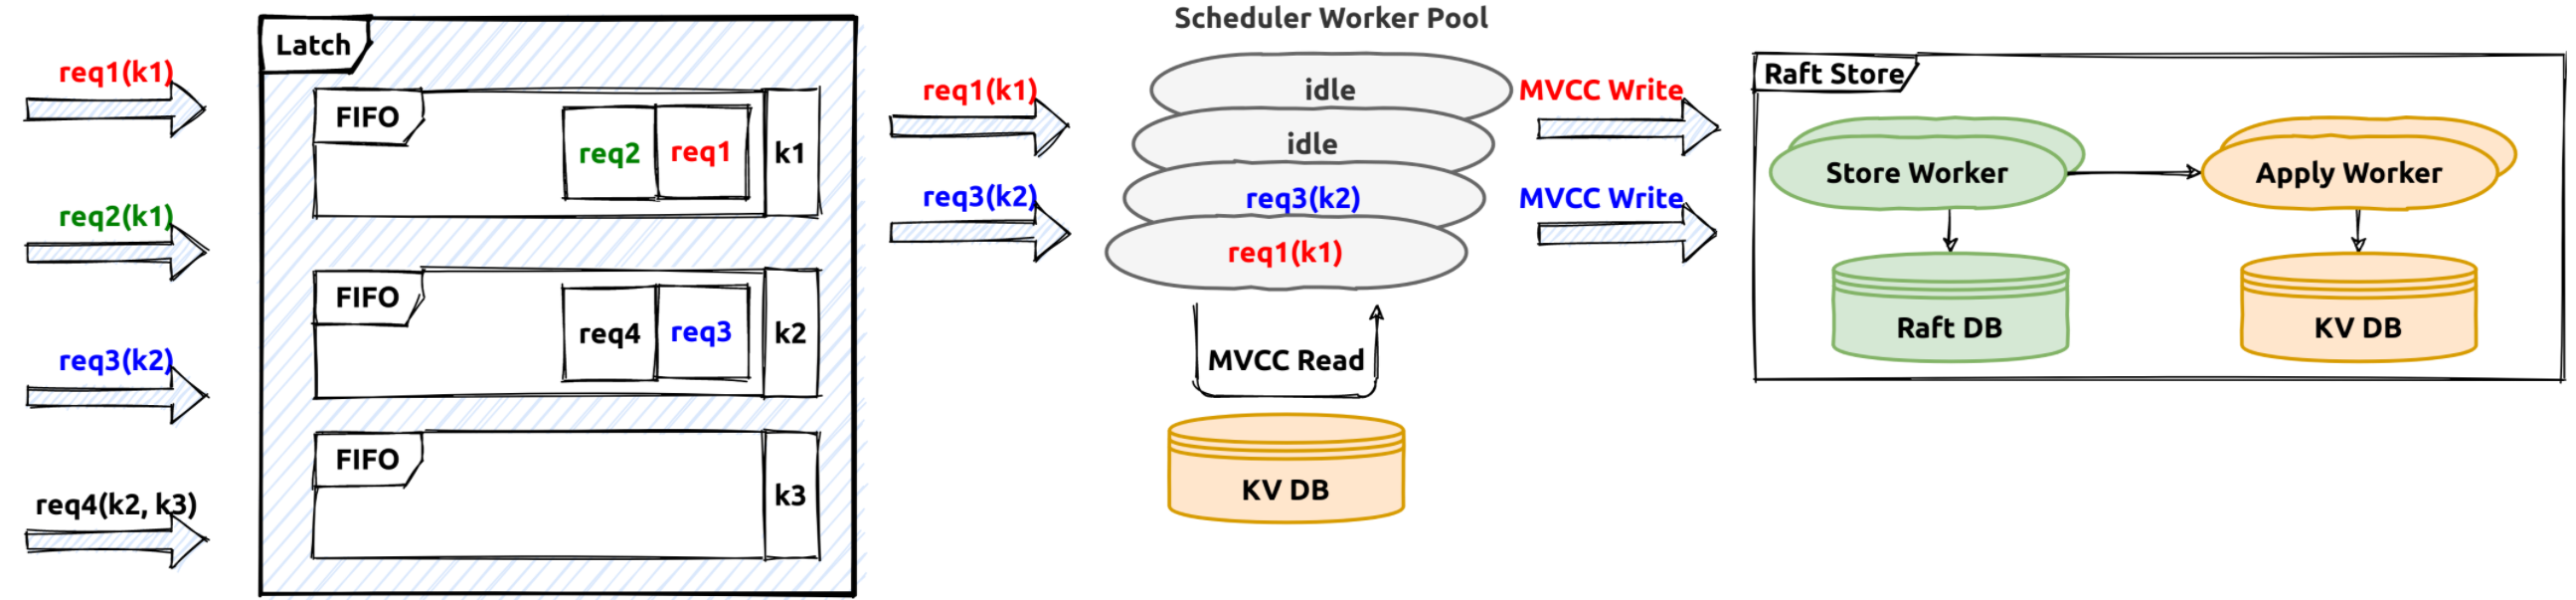 req1(k1)
req2(k1)
req3(k2)
req4(k2, k3)
Latch
FIFO
req2
req1
k1
FIFO
req4
req3
k2
FIFO
k3
req1(k1)
req3(k2)
Scheduler Worker Pool
idle
idle
req3(k2)
req1(k1)
MVCC Read
KV DB
MVCC Write
MVCC Write
Raft Store
Store Worker
Apply Worker
Raft DB
KV DB